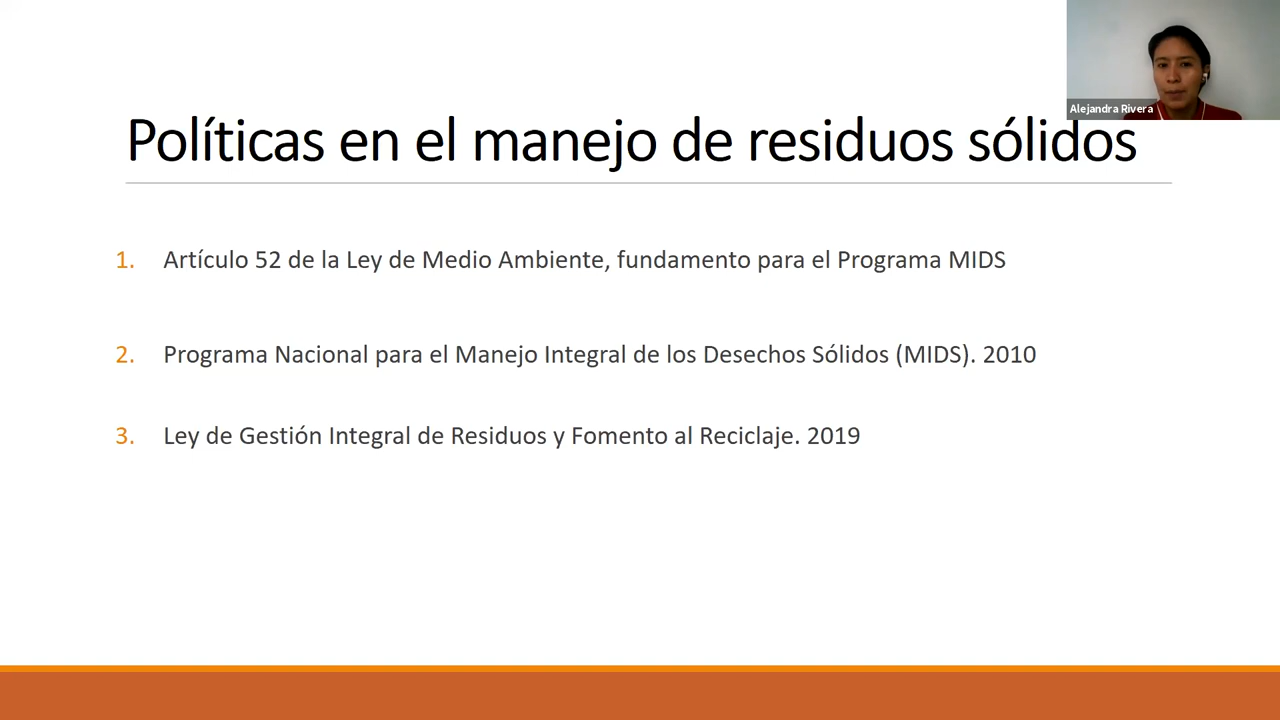 Alejandra Rivera
Políticas en el manejo de residuos sólidos
1. Artículo 52 de la Ley de Medio Ambiente, fundamento para el Programa MIDS
2. Programa Nacional para el Manejo Integral de los Desechos Sólidos (MIDS). 2010
3. Ley de Gestión Integral de Residuos y Fomento al Reciclaje. 2019